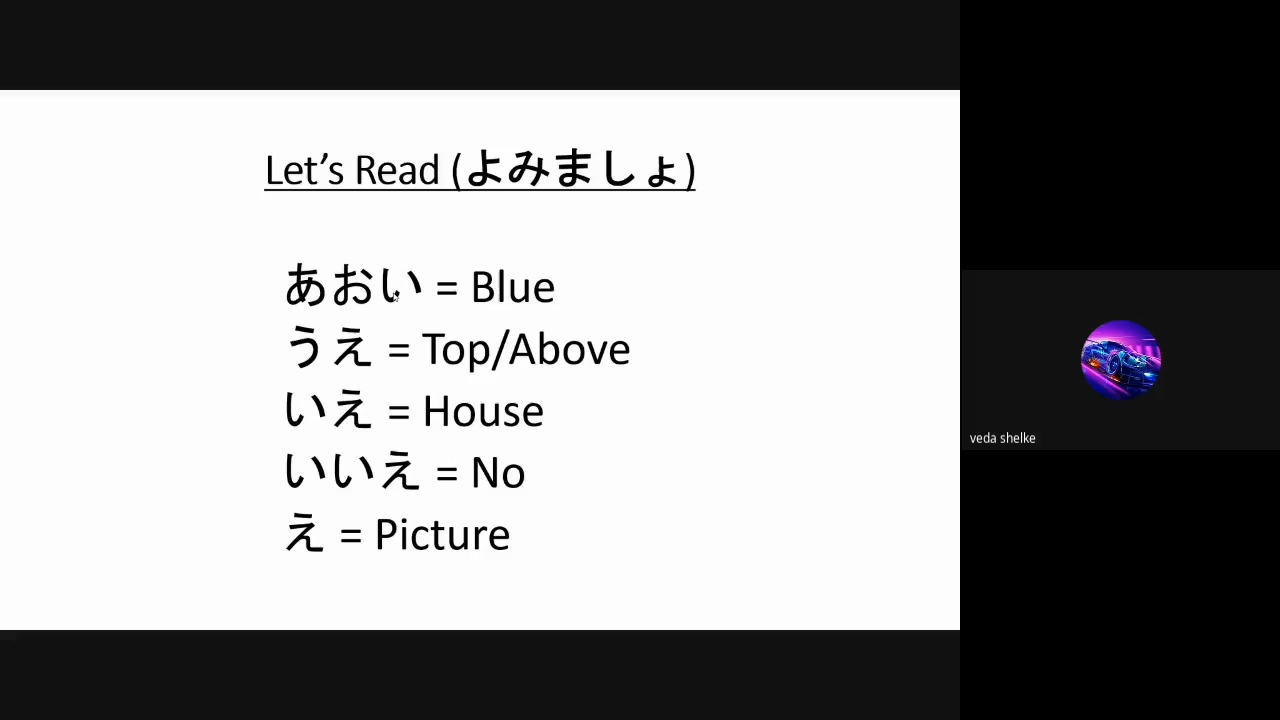 Let's Read (よみましょ)
あおい = Blue
うえ = Top/Above
いえ = House
いいえ = No
え = Picture
veda shelke